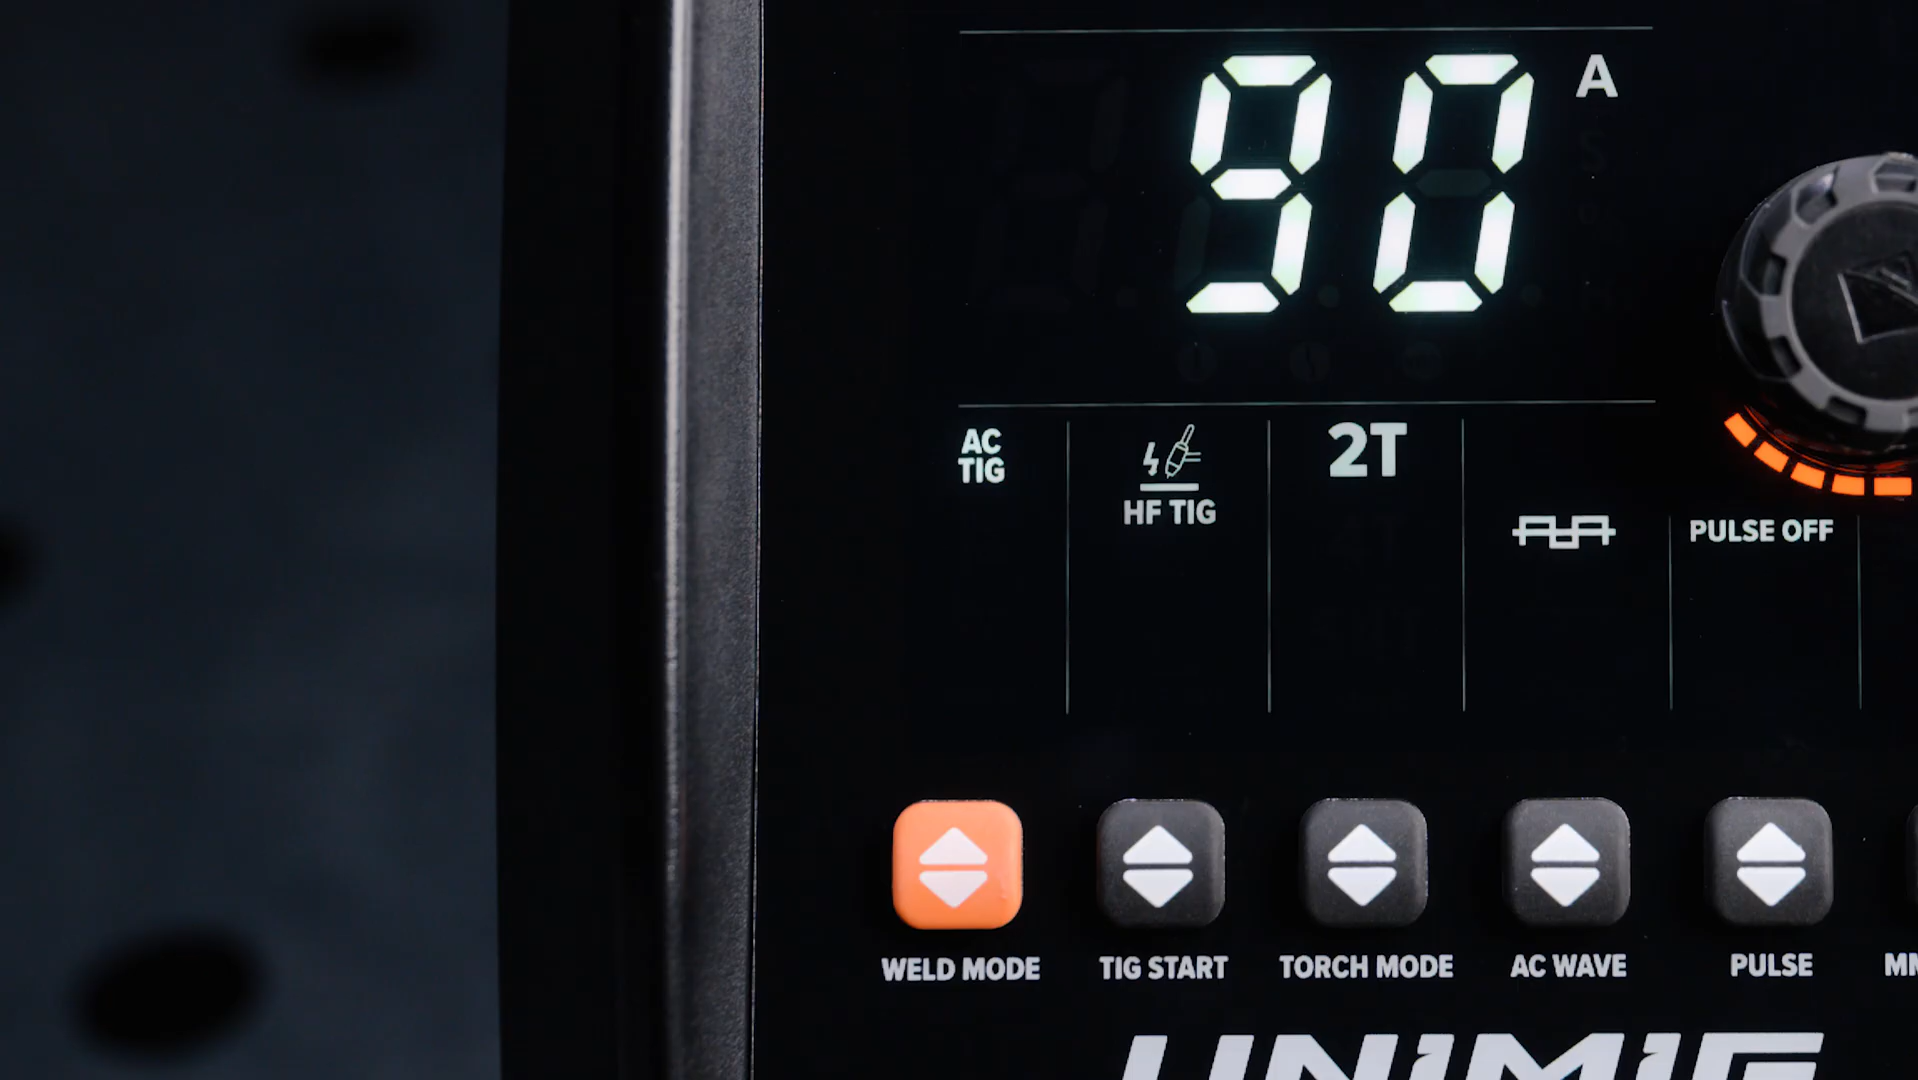 90 A
AC
TIG
HF TIG
2T
PULSE OFF
WELD MODE
TIG START
TORCH MODE
AC WAVE
PULSE
UNIMIG